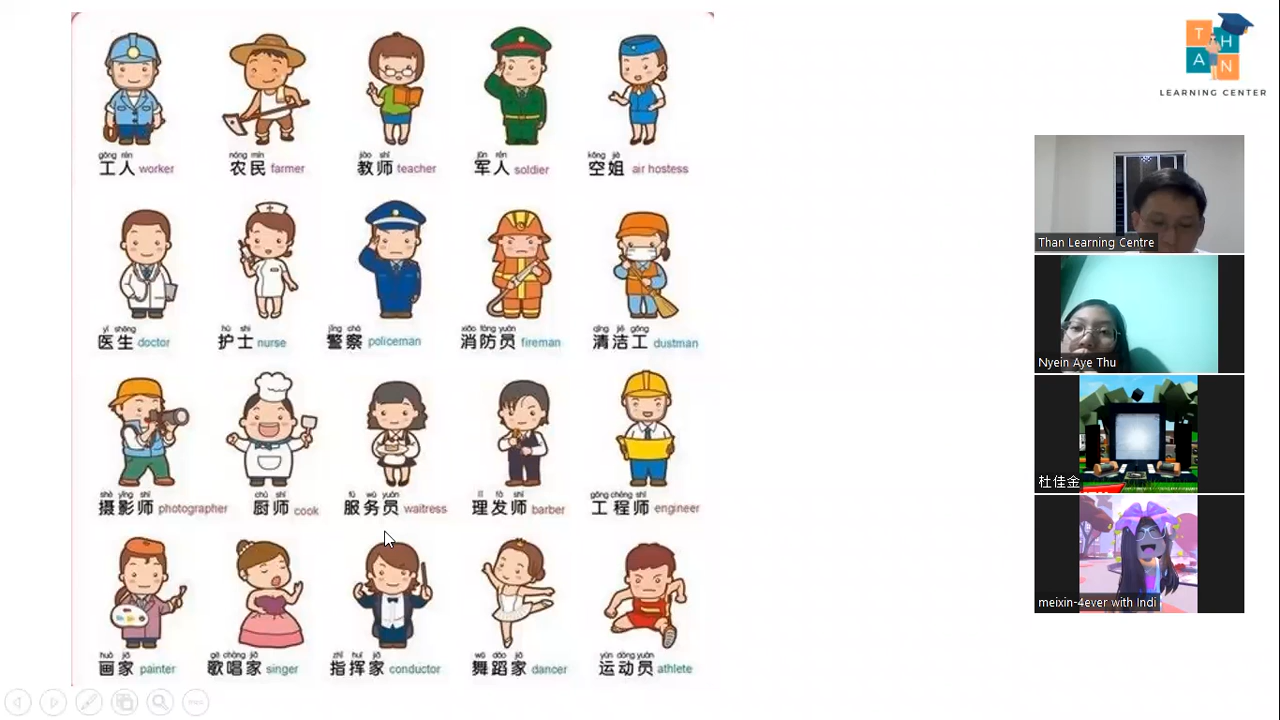 T
H
A
N
LEARNING CENTER
gōng rén nóng mín jiào shī jūn rén kōng jiě
工人 worker 农民 farmer 教师 teacher 军人 soldier 空姐 air hostess
yī shēng hù shi jǐng chá xiāo fáng yuán qīng jié gōng
医生 doctor 护士 nurse 警察 policeman 消防员 fireman 清洁工 dustman
shè yǐng shī chú shī fú wù yuán lǐ fà shī gōng chéng shī
摄影师 photographer 厨师 cook 服务员 waitress 理发师 barber 工程师 engineer
huà jiā gē chàng jiā zhǐ huī jiā wǔ dǎo jiā yùn dòng yuán
画家 painter 歌唱家 singer 指挥家 conductor 舞蹈家 dancer 运动员 athlete
Than Learning Centre
Nyein Aye Thu
杜佳金
meixin-4ever with Indi